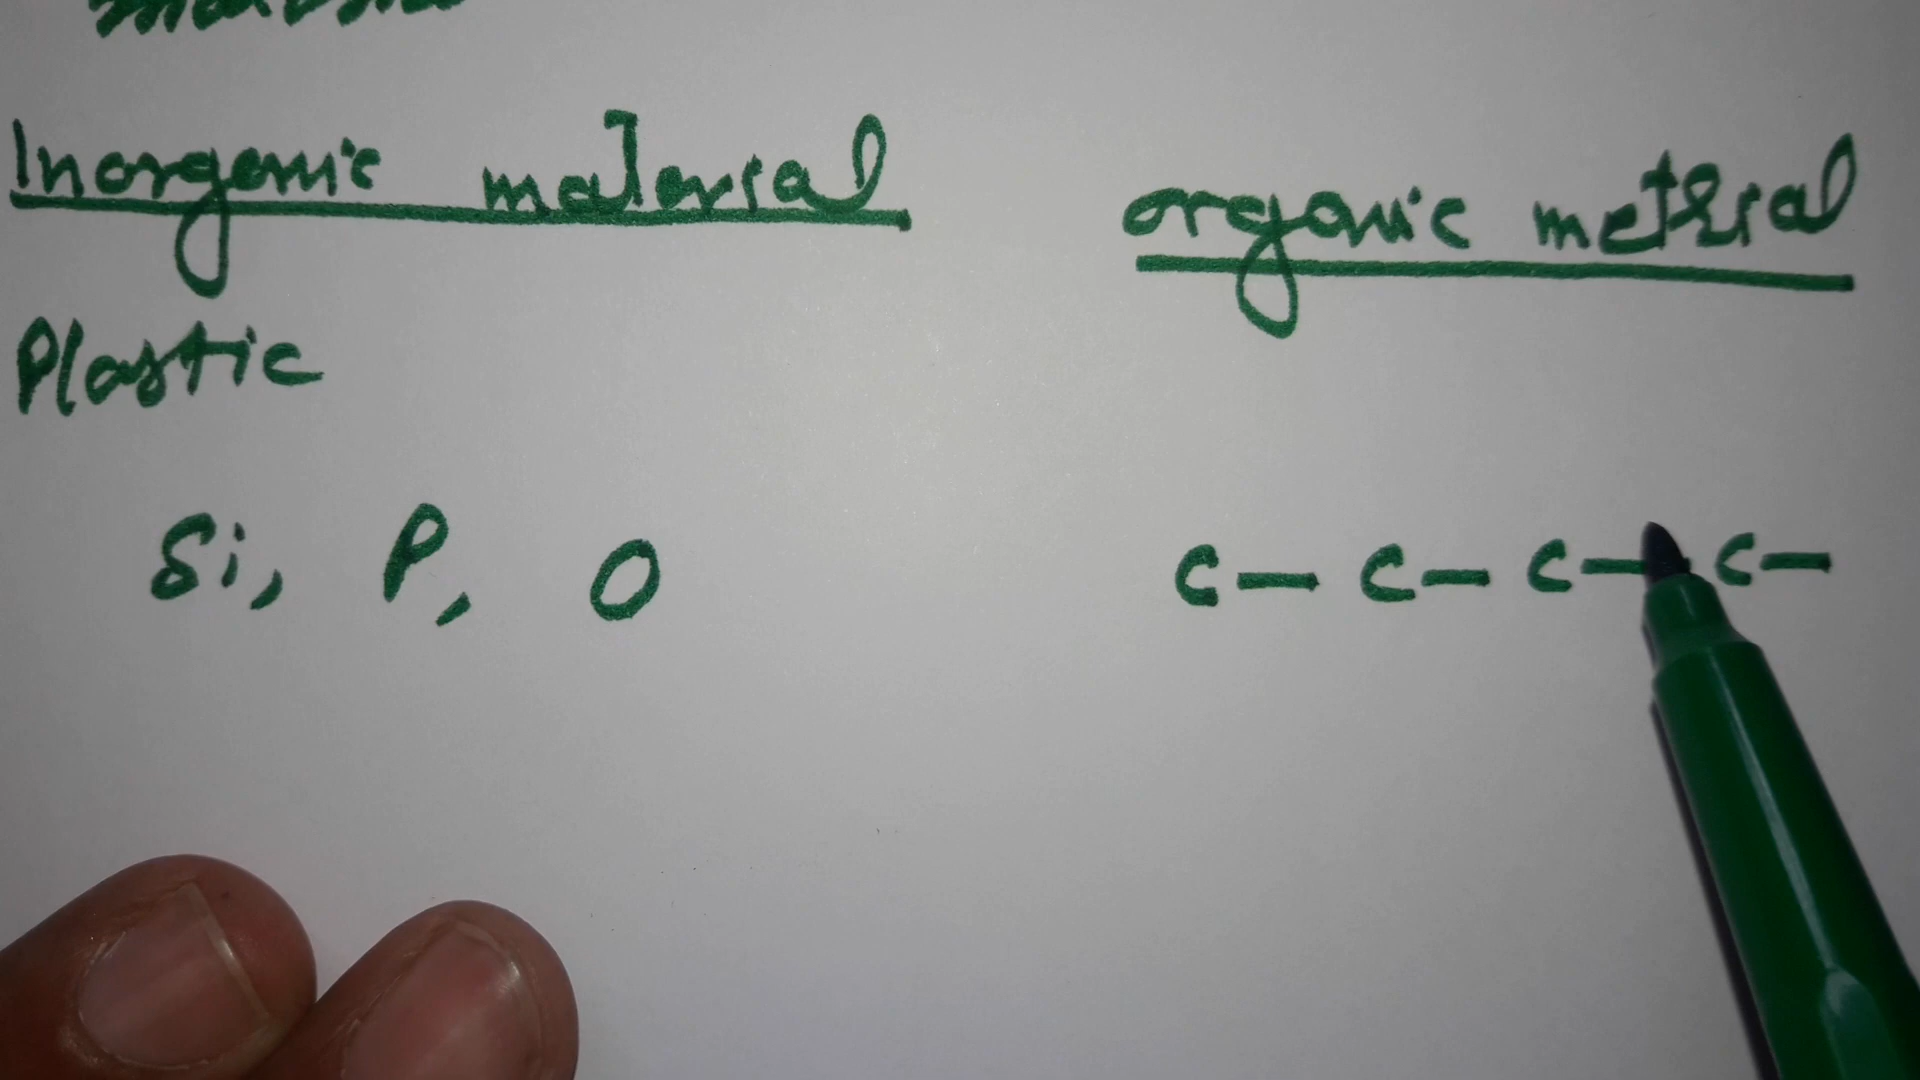 Inorganic material
organic metrial
Plastic
Si, P, O
C – C – C – C –